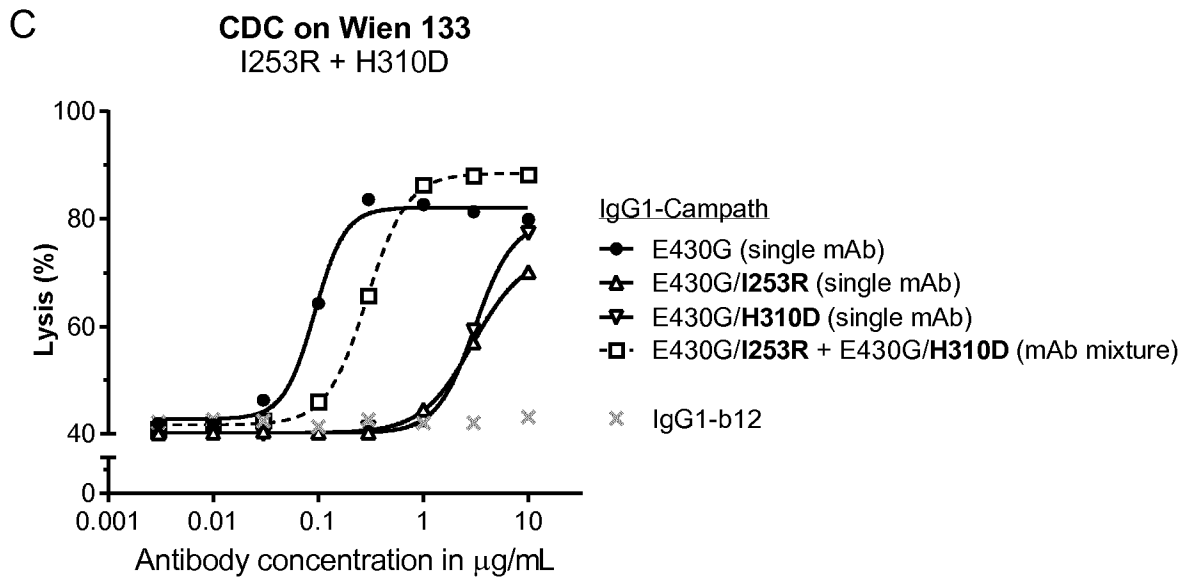 C
CDC on Wien 133
I253R + H310D
100
80
60
40
0
Lysis (%)
0.001
0.01
0.1
1
10
Antibody concentration in μg/mL
IgG1-Campath
E430G (single mAb)
E430G/I253R (single mAb)
E430G/H310D (single mAb)
E430G/I253R + E430G/H310D (mAb mixture)
IgG1-b12